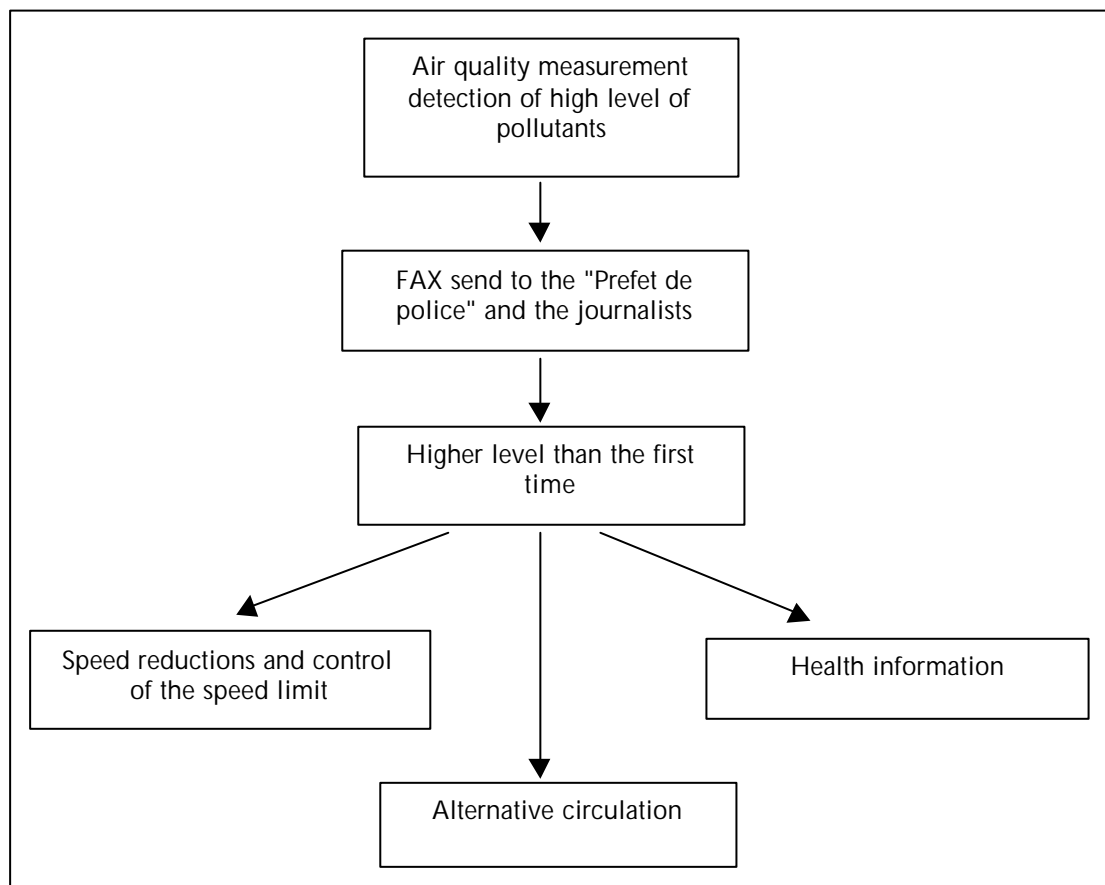 Air quality measurement
detection of high level of
pollutants
FAX send to the "Prefet de
police" and the journalists
Higher level than the first
time
Speed reductions and control
of the speed limit
Health information
Alternative circulation